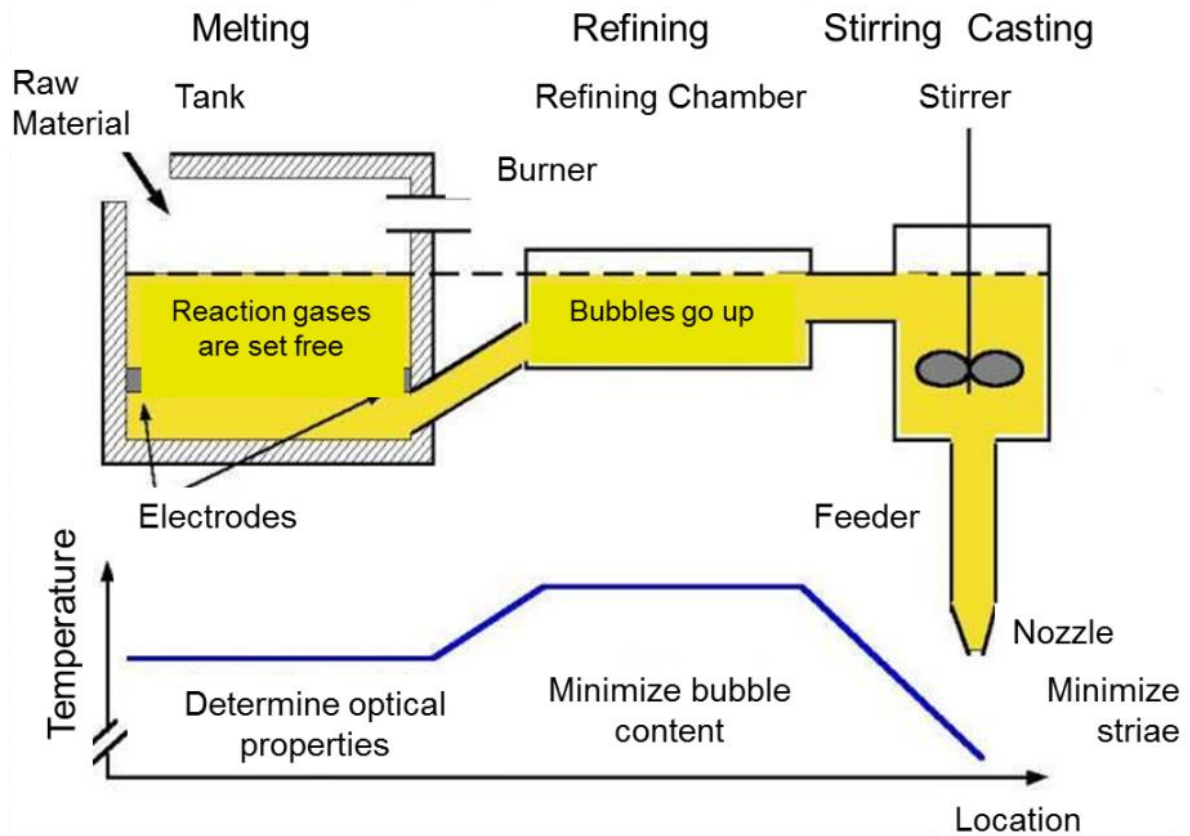 Melting
Refining
Stirring Casting
Raw
Material
Tank
Refining Chamber
Stirrer
Burner
Reaction gases
are set free
Bubbles go up
Electrodes
Feeder
Nozzle
Temperature
Determine optical
properties
Minimize bubble
content
Minimize
striae
Location